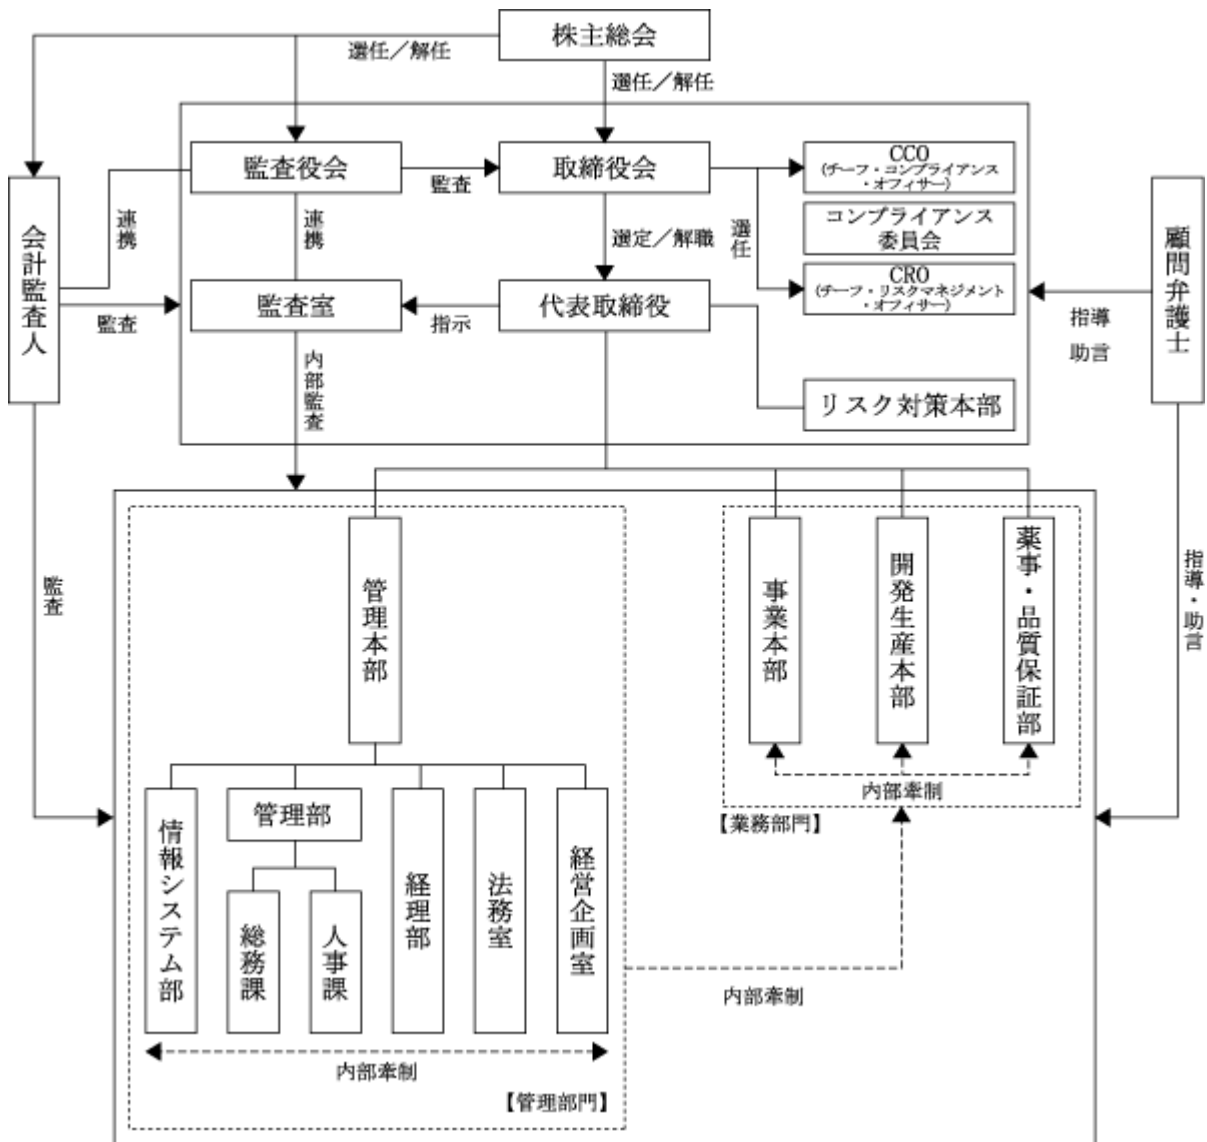 株主総会
選任／解任
選任／解任
監査役会
監査
取締役会
CCO
（チーフ・コンプライアンス
・オフィサー）
コンプライアンス
委員会
CRO
（チーフ・リスクマネジメント
・オフィサー）
選任
連携
連携
選定／解職
会計監査人
監査
監査室
指示
代表取締役
顧問弁護士
指導
助言
内部監査
リスク対策本部
監査
指導・助言
管理本部
事業本部
開発生産本部
薬事・品質保証部
内部牽制
【業務部門】
情報システム部
管理部
総務課
人事課
経理部
法務室
経営企画室
内部牽制
内部牽制
【管理部門】